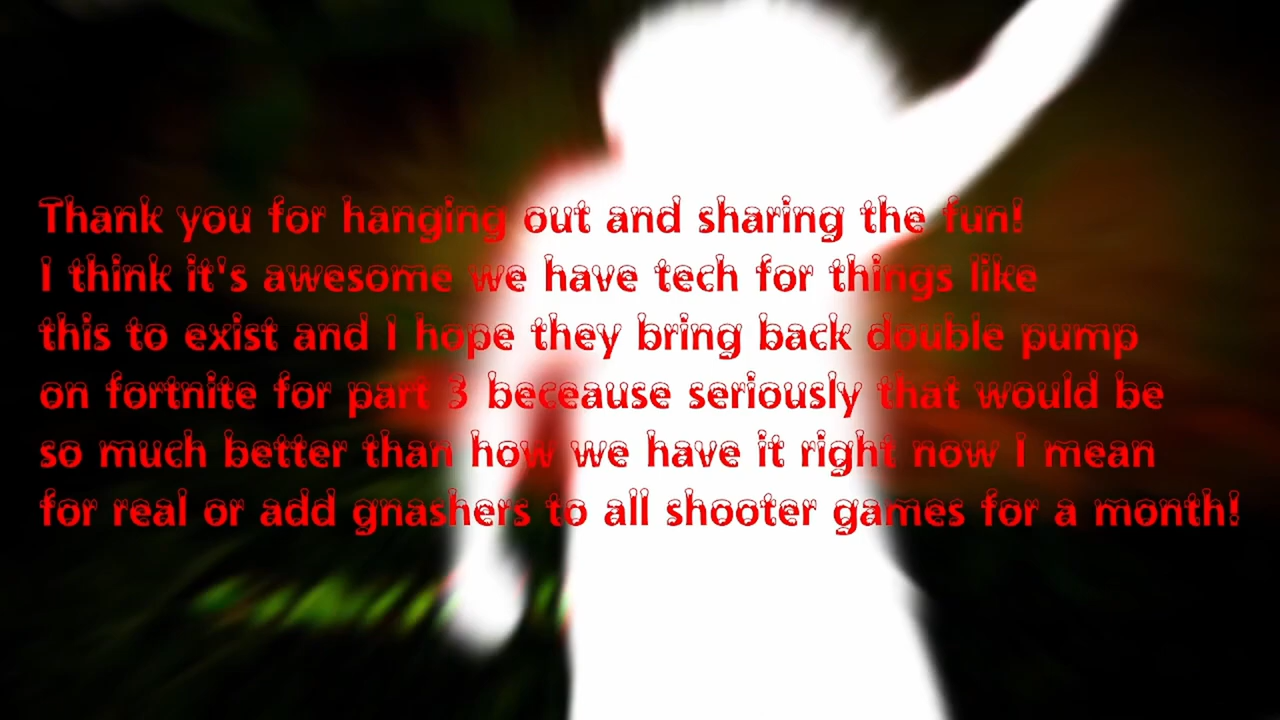 Thank you for hanging out and sharing the fun!
I think it's awesome we have tech for things like
this to exist and I hope they bring back double pump
on fortnite for part 3 beceause seriously that would be
so much better than how we have it right now I mean
for real or add gnashers to all shooter games for a month!